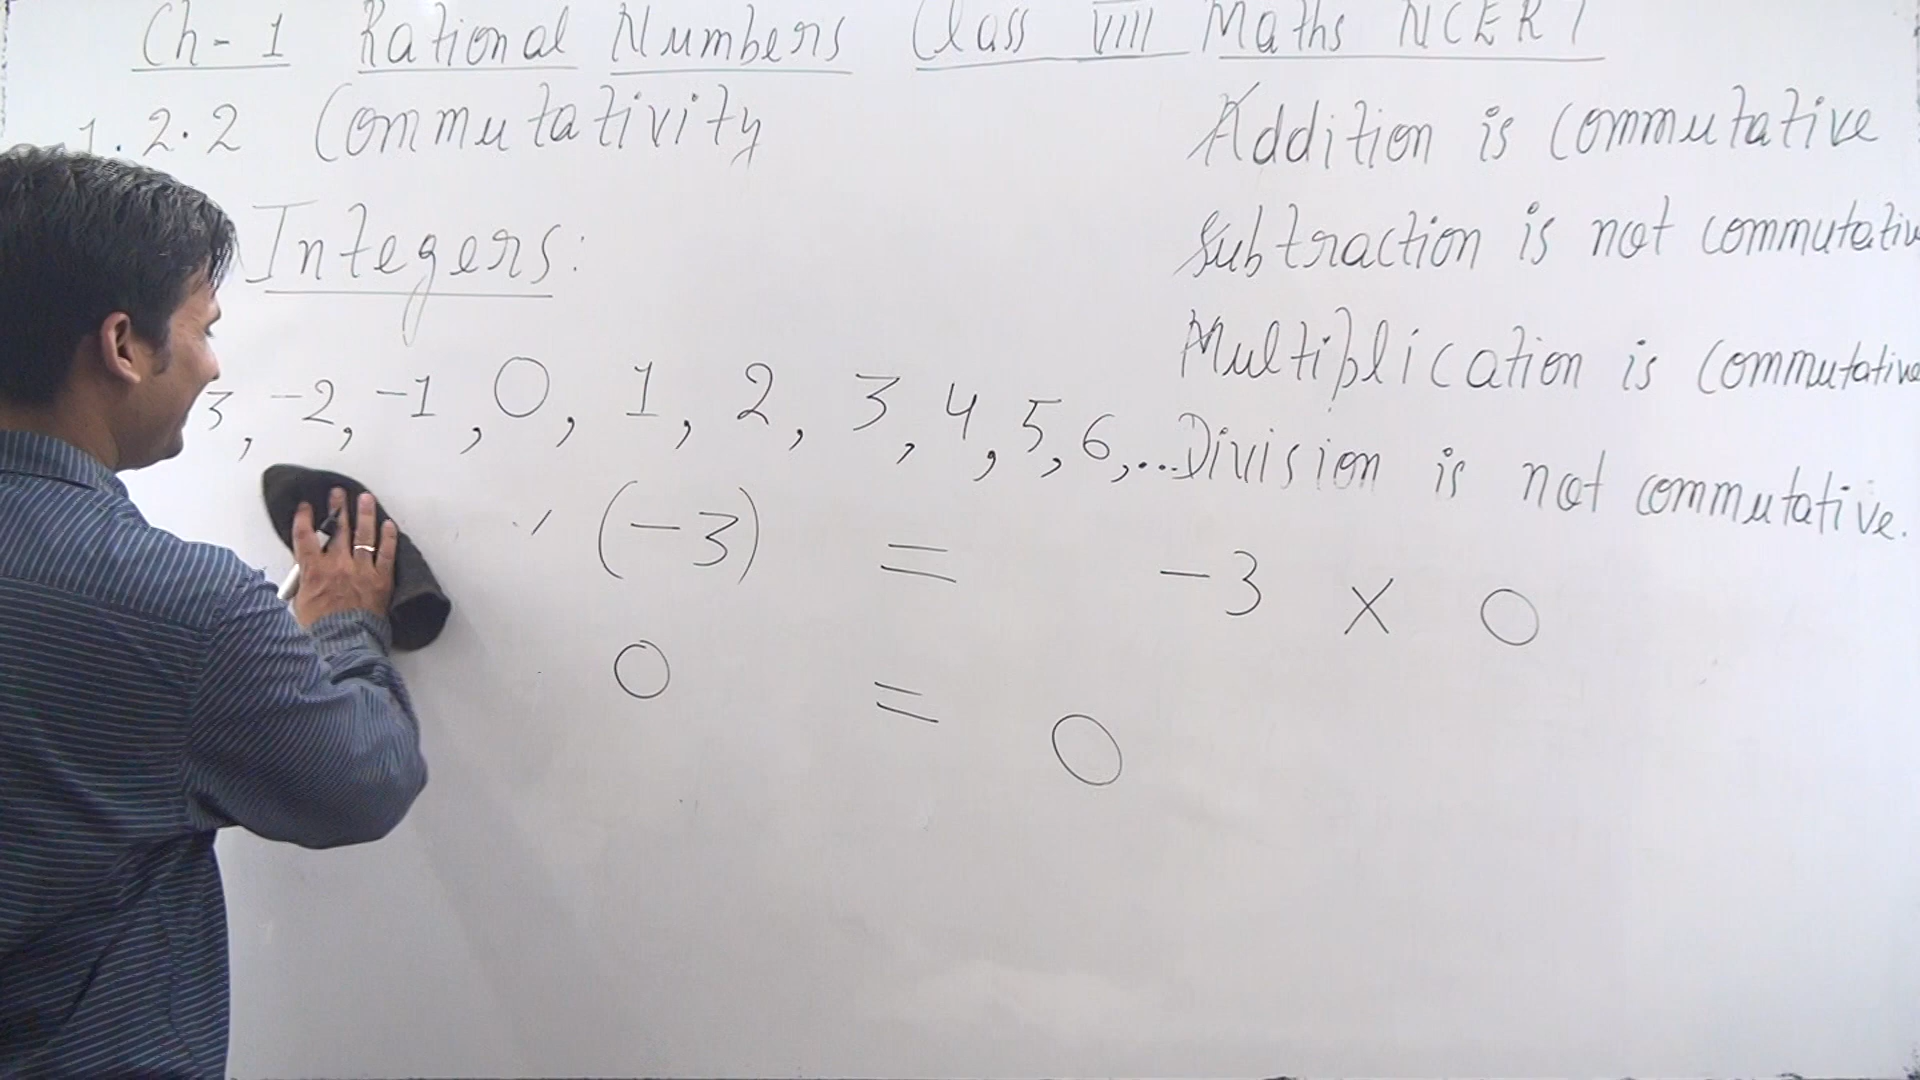 Ch-1 Rational Numbers Class VIII Maths NCERT
1.2.2 Commutativity
Integers:
3, -2, -1, 0, 1, 2, 3, 4, 5, 6, ...
(-3) = -3 × 0
0 = 0
Addition is commutative
Subtraction is not commutativ
Multiplication is commutative
Division is not commutative.